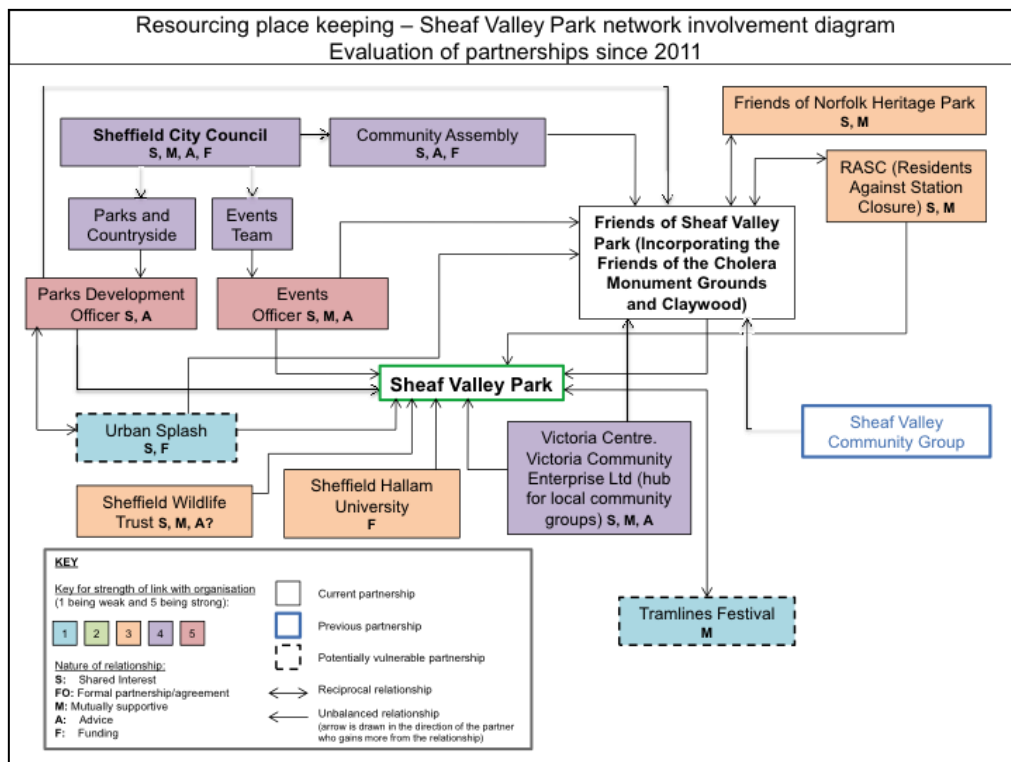 Resourcing place keeping – Sheaf Valley Park network involvement diagram
Evaluation of partnerships since 2011
Sheffield City Council
S, M, A, F
Community Assembly
S, A, F
Friends of Norfolk Heritage Park
S, M
RASC (Residents
Against Station
Closure) S, M
Parks and
Countryside
Events
Team
Friends of Sheaf Valley
Park (Incorporating the
Friends of the Cholera
Monument Grounds
and Claywood)
Parks Development
Officer S, A
Events
Officer S, M, A
Sheaf Valley Park
Urban Splash
S, F
Sheaf Valley
Community Group
Victoria Centre.
Victoria Community
Enterprise Ltd (hub
for local community
groups) S, M, A
Sheffield Wildlife
Trust S, M, A?
Sheffield Hallam
University
F
Tramlines Festival
M
KEY
Key for strength of link with organisation
(1 being weak and 5 being strong):
1 2 3 4 5
Nature of relationship:
S: Shared Interest
FO: Formal partnership/agreement
M: Mutually supportive
A: Advice
F: Funding
Current partnership
Previous partnership
Potentially vulnerable partnership
Reciprocal relationship
Unbalanced relationship
(arrow is drawn in the direction of the partner
who gains more from the relationship)